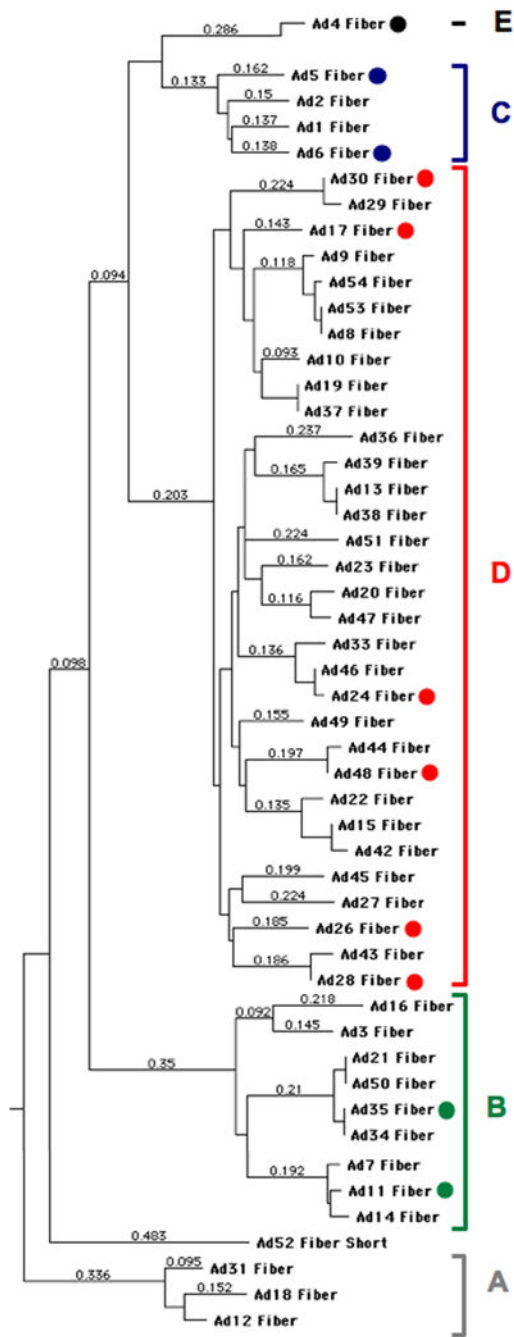 0.286 Ad4 Fiber E
0.133 0.162 Ad5 Fiber
0.15 Ad2 Fiber
C
0.137 Ad1 Fiber
0.138 Ad6 Fiber
0.224 Ad30 Fiber
Ad29 Fiber
0.143 Ad17 Fiber
0.118 Ad9 Fiber
0.094
Ad54 Fiber
Ad53 Fiber
Ad8 Fiber
0.093 Ad10 Fiber
Ad19 Fiber
Ad37 Fiber
0.237 Ad36 Fiber
0.165 Ad39 Fiber
Ad13 Fiber
0.203
Ad38 Fiber
0.224 Ad51 Fiber
0.162 Ad23 Fiber
D
0.116 Ad20 Fiber
Ad47 Fiber
0.136 Ad33 Fiber
0.098 Ad46 Fiber
Ad24 Fiber
0.155 Ad49 Fiber
0.197 Ad44 Fiber
Ad48 Fiber
0.135 Ad22 Fiber
Ad15 Fiber
Ad42 Fiber
0.199 Ad45 Fiber
0.224 Ad27 Fiber
0.185 Ad26 Fiber
0.186 Ad43 Fiber
Ad28 Fiber
0.092 0.218 Ad16 Fiber
0.145 Ad3 Fiber
0.35 Ad21 Fiber
0.21 Ad50 Fiber
Ad35 Fiber B
Ad34 Fiber
0.192 Ad7 Fiber
Ad11 Fiber
Ad14 Fiber
0.483 Ad52 Fiber Short
0.336 0.095 Ad31 Fiber
A
0.152 Ad18 Fiber
Ad12 Fiber